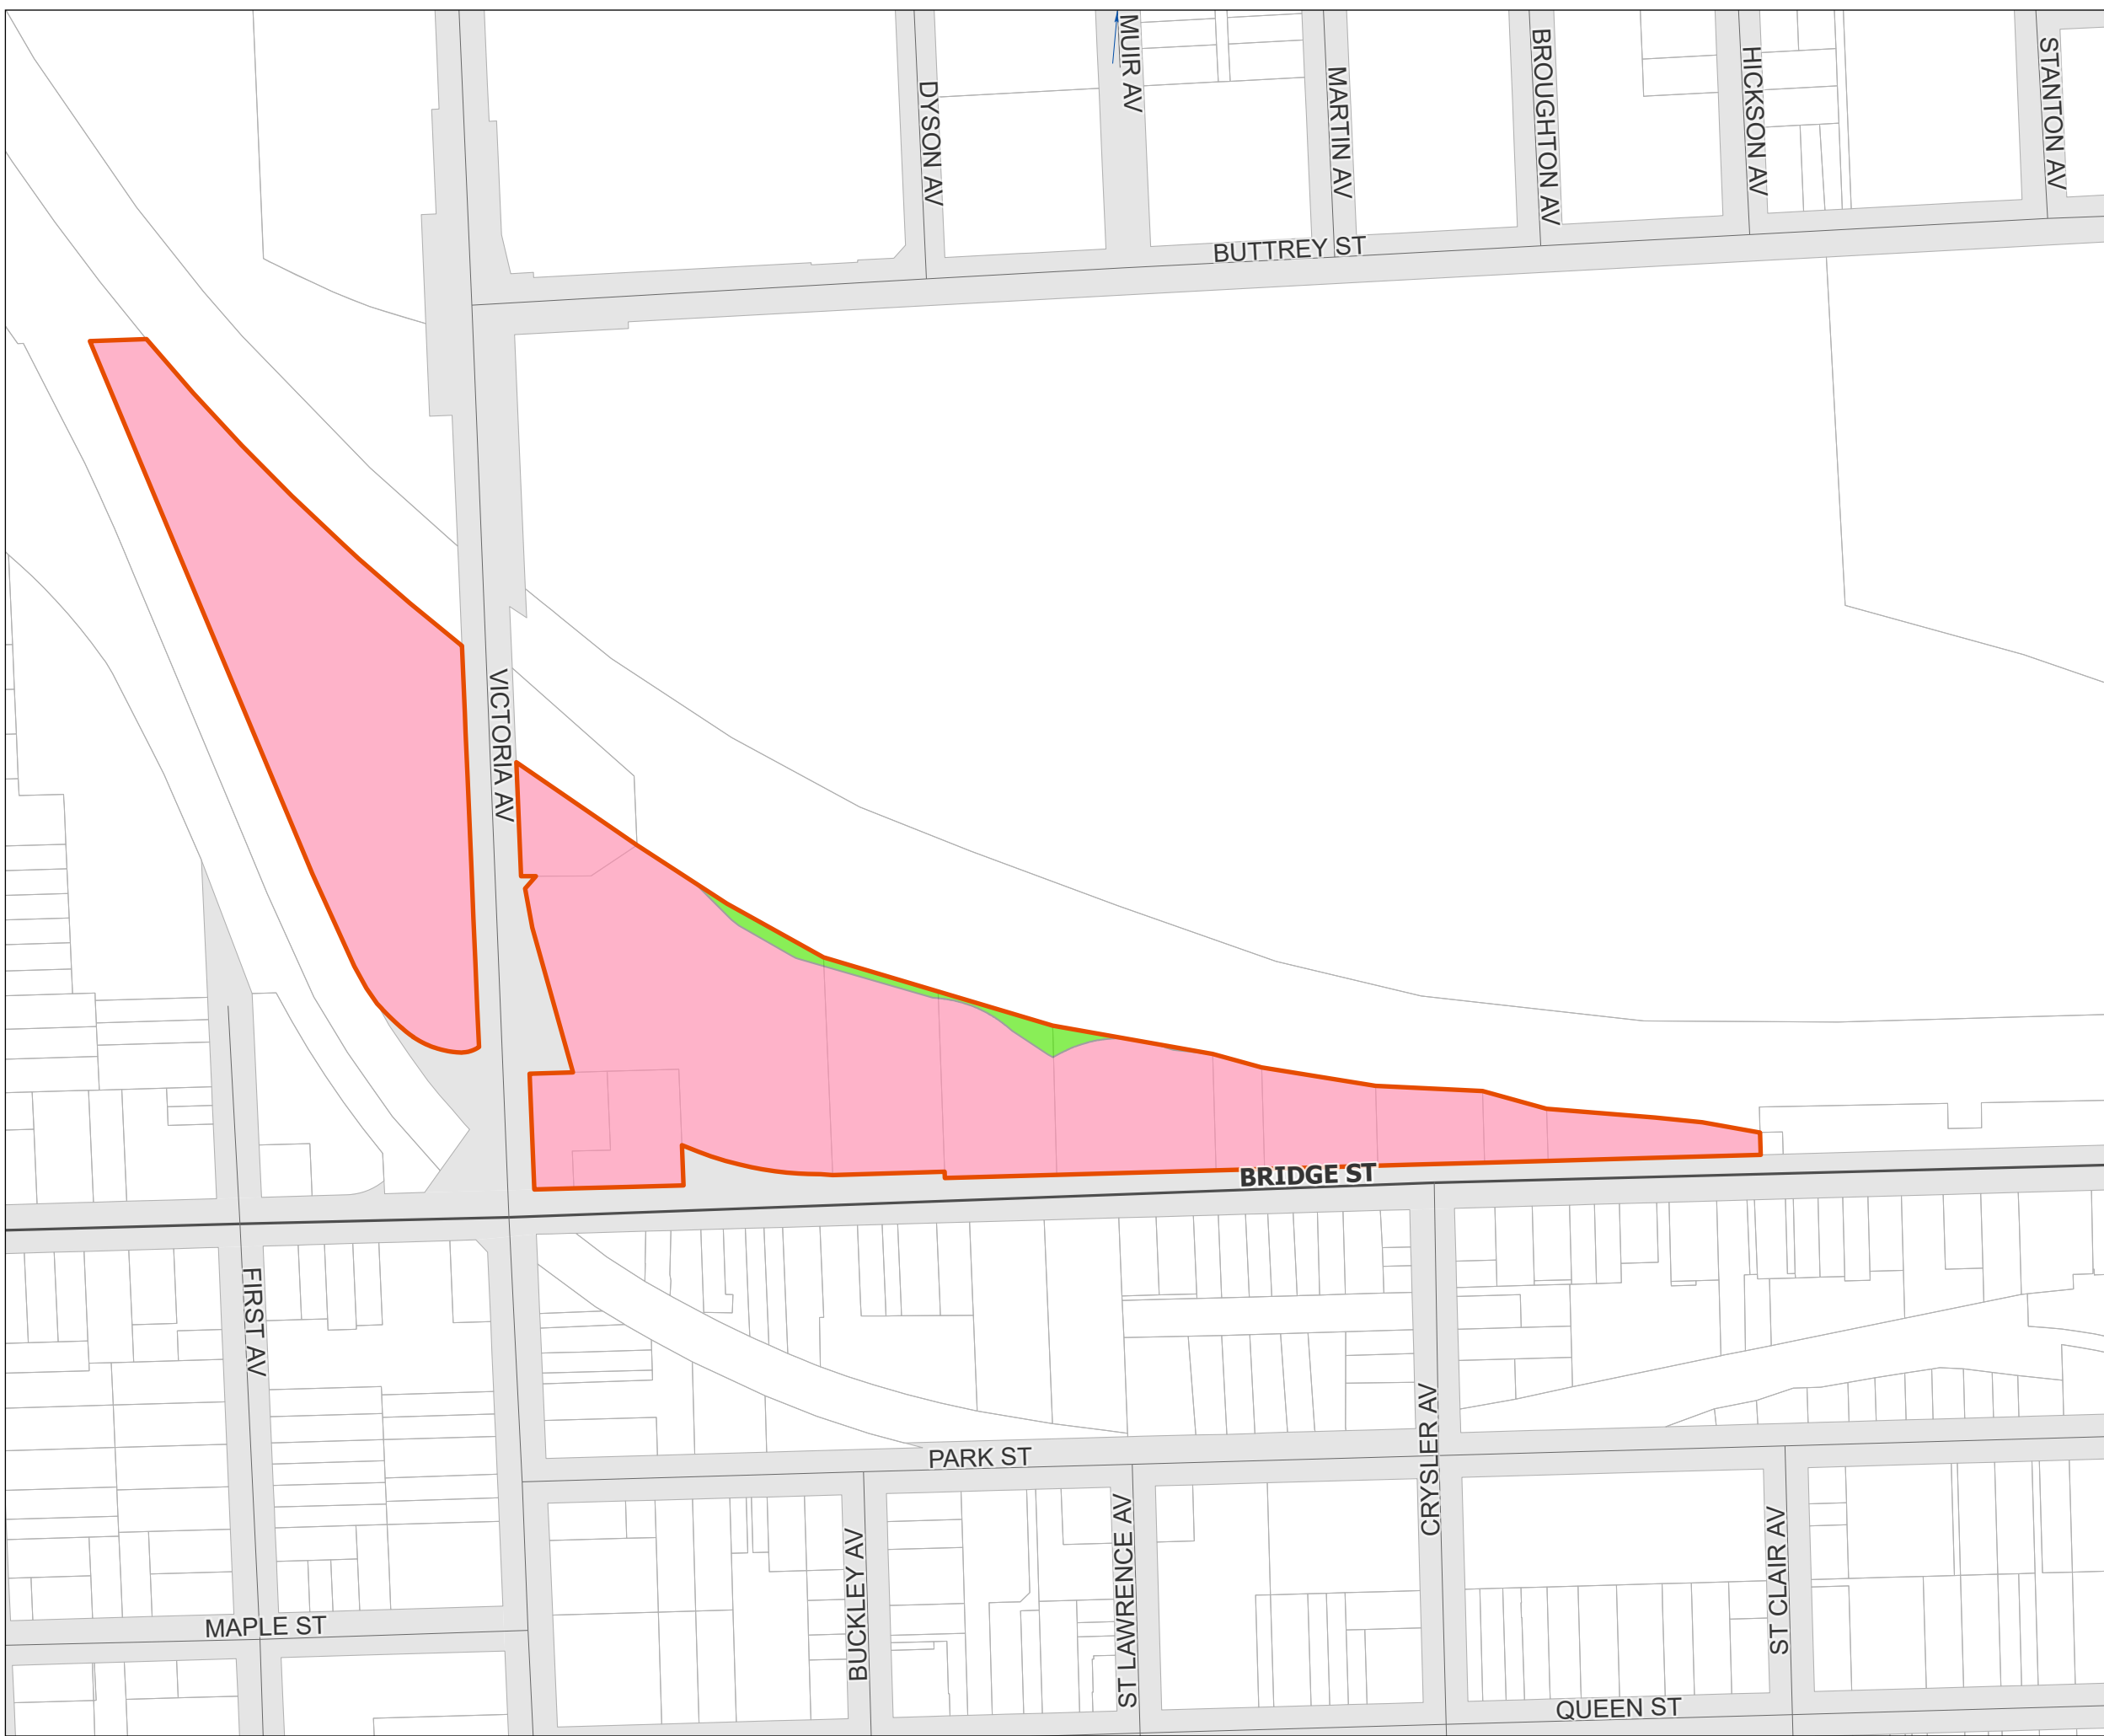 MUIR AV
DYSON AV
MARTIN AV
BROUGHTON AV
HICKSON AV
STANTON AV
BUTTREY ST
VICTORIA AV
BRIDGE ST
FIRST AV
CRYSLER AV
PARK ST
BUCKLEY AV
ST LAWRENCE AV
ST CLAIR AV
MAPLE ST
QUEEN ST